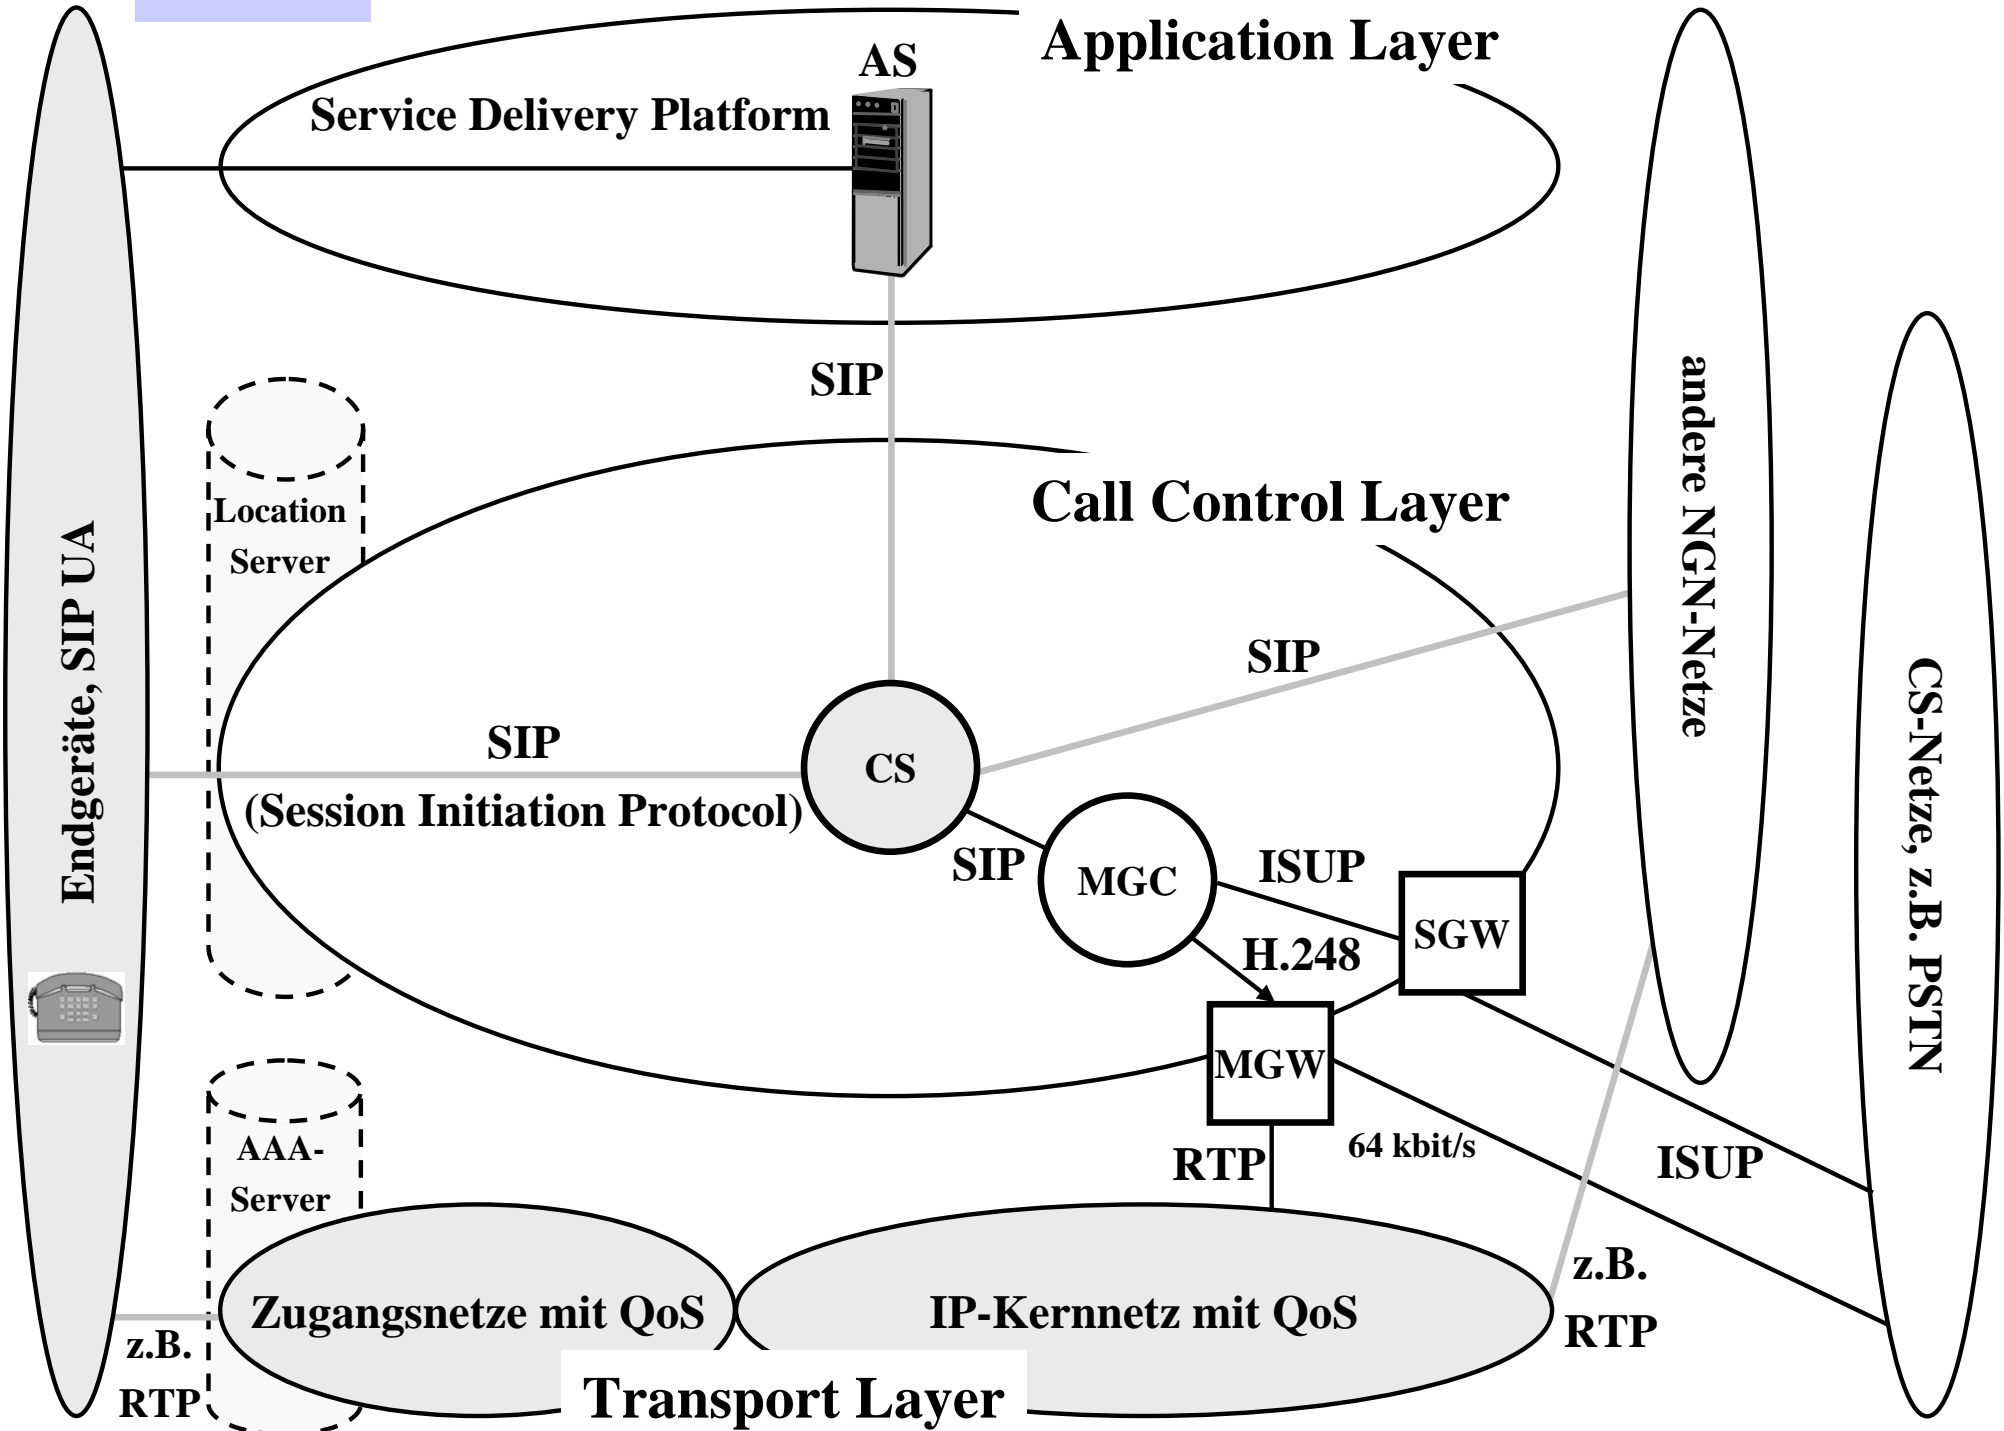 Application Layer
AS
Service Delivery Platform
SIP
Location
Server
Call Control Layer
Endgeräte, SIP UA
andere NGN-Netze
CS-Netze, z.B. PSTN
SIP
SIP
(Session Initiation Protocol)
CS
SIP
MGC
ISUP
SGW
H.248
MGW
RTP
64 kbit/s
ISUP
AAA-
Server
z.B.
RTP
Zugangsnetze mit QoS
IP-Kernnetz mit QoS
z.B.
RTP
Transport Layer